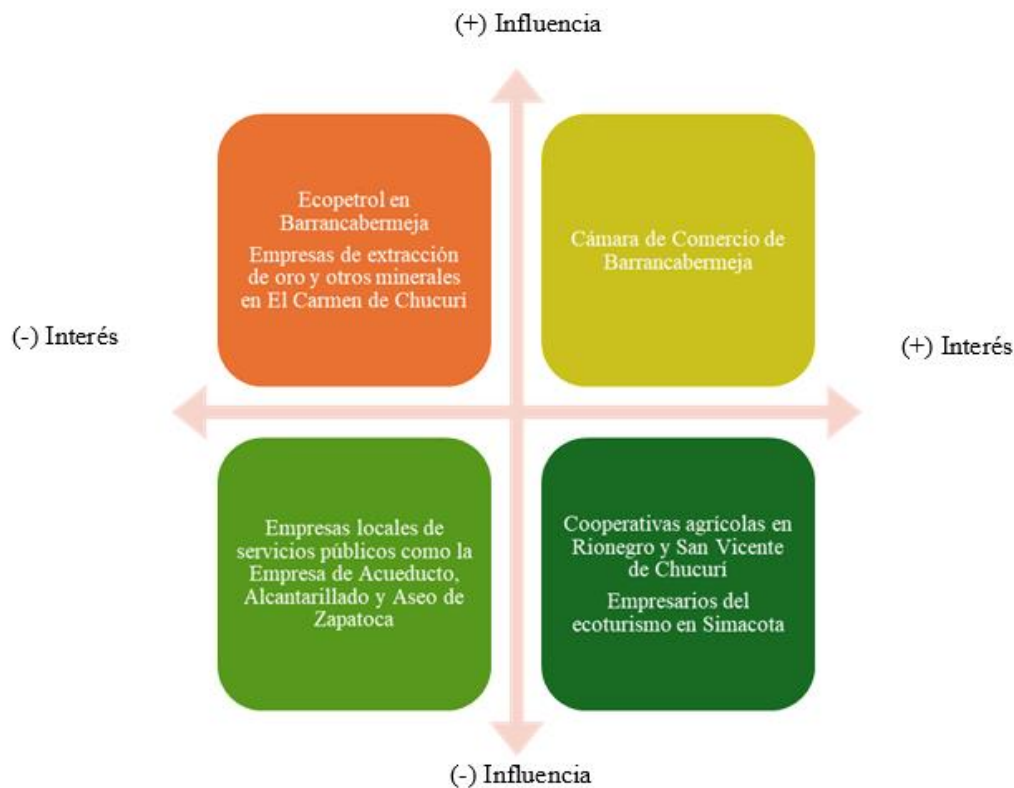 (+) Influencia
Ecopetrol en
Barrancabermeja
Empresas de extracción
de oro y otros minerales
en El Carmen de Chucurí
Cámara de Comercio de
Barrancabermeja
(-) Interés
(+) Interés
Empresas locales de
servicios públicos como la
Empresa de Acueducto,
Alcantarillado y Aseo de
Zapatoca
Cooperativas agrícolas en
Rionegro y San Vicente
de Chucurí
Empresarios del
ecoturismo en Simacota
(-) Influencia